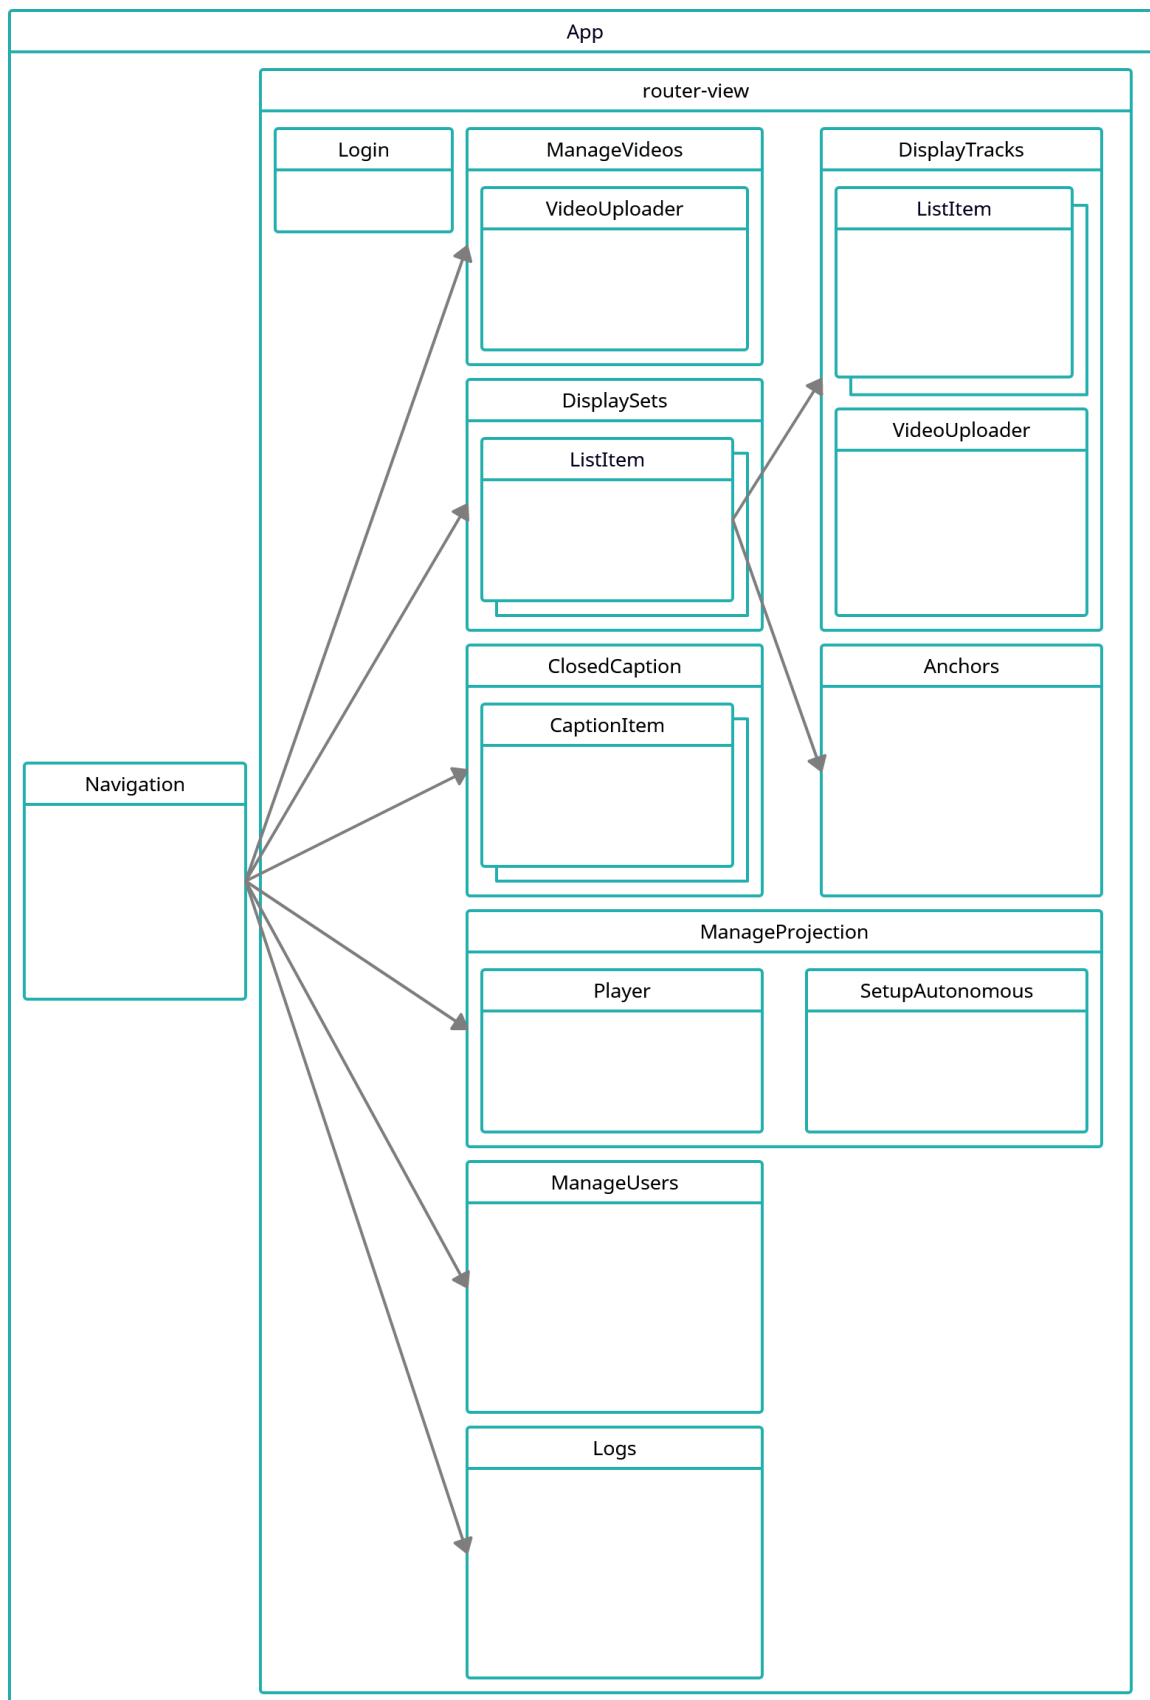 App
router-view
Login
ManageVideos
DisplayTracks
VideoUploader
ListItem
DisplaySets
VideoUploader
ListItem
ClosedCaption
Anchors
CaptionItem
Navigation
ManageProjection
Player
SetupAutonomous
ManageUsers
Logs